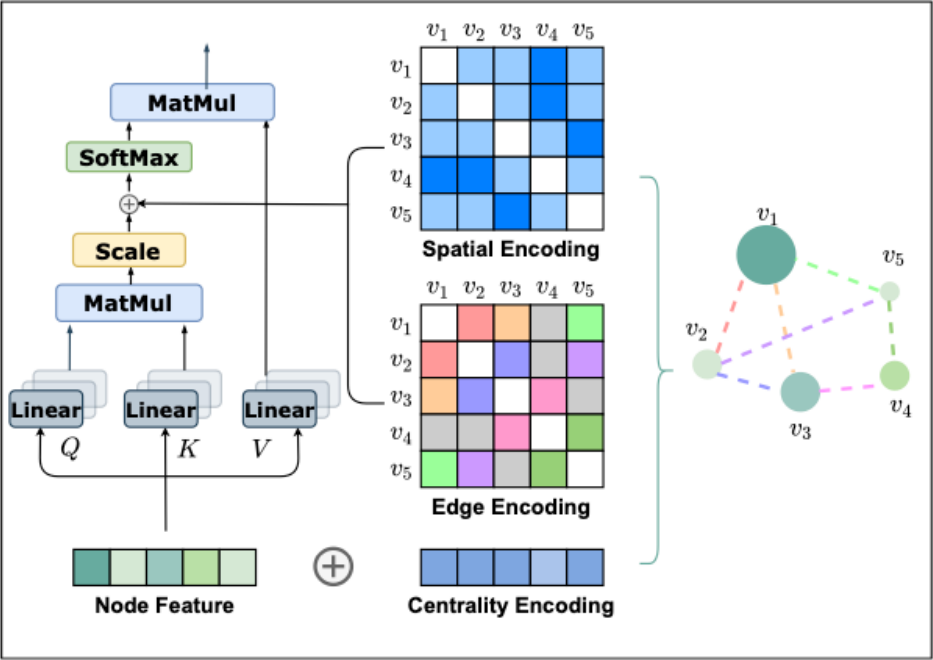 MatMul
SoftMax
+
Scale
MatMul
Linear Linear Linear
Q K V
Node Feature
+
v1 v2 v3 v4 v5
v1
v2
v3
v4
v5
Spatial Encoding
v1 v2 v3 v4 v5
v1
v2
v3
v4
v5
Edge Encoding
Centrality Encoding
v1
v5
v2
v4
v3